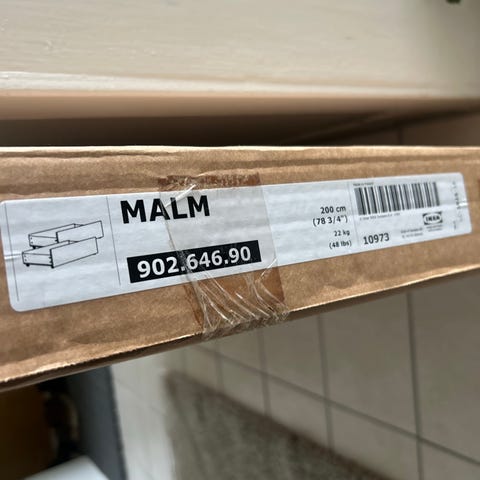 MALM
902.646.90
200 cm
(78 3/4")
22 kg
(48 lbs)
10973
IKEA